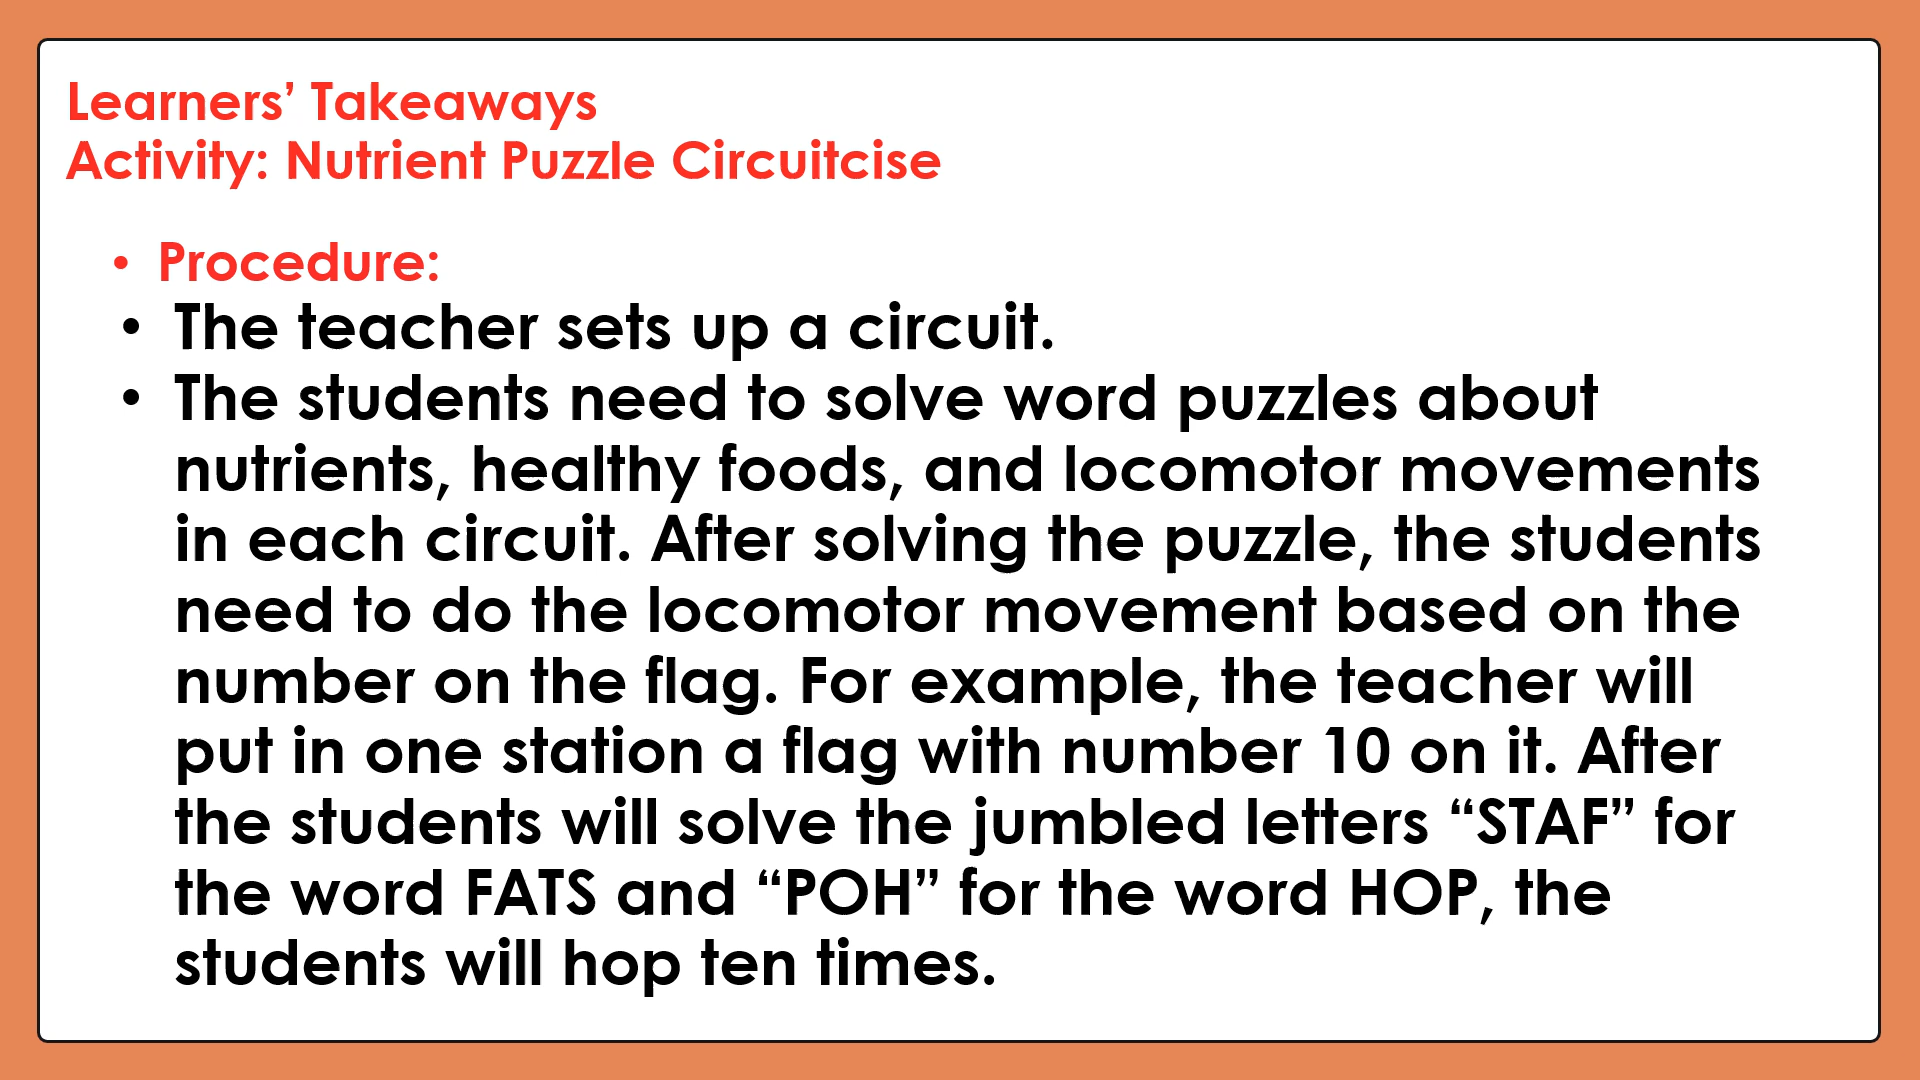 Learners’ Takeaways
Activity: Nutrient Puzzle Circuitcise
• Procedure:
• The teacher sets up a circuit.
• The students need to solve word puzzles about
nutrients, healthy foods, and locomotor movements
in each circuit. After solving the puzzle, the students
need to do the locomotor movement based on the
number on the flag. For example, the teacher will
put in one station a flag with number 10 on it. After
the students will solve the jumbled letters “STAF” for
the word FATS and “POH” for the word HOP, the
students will hop ten times.